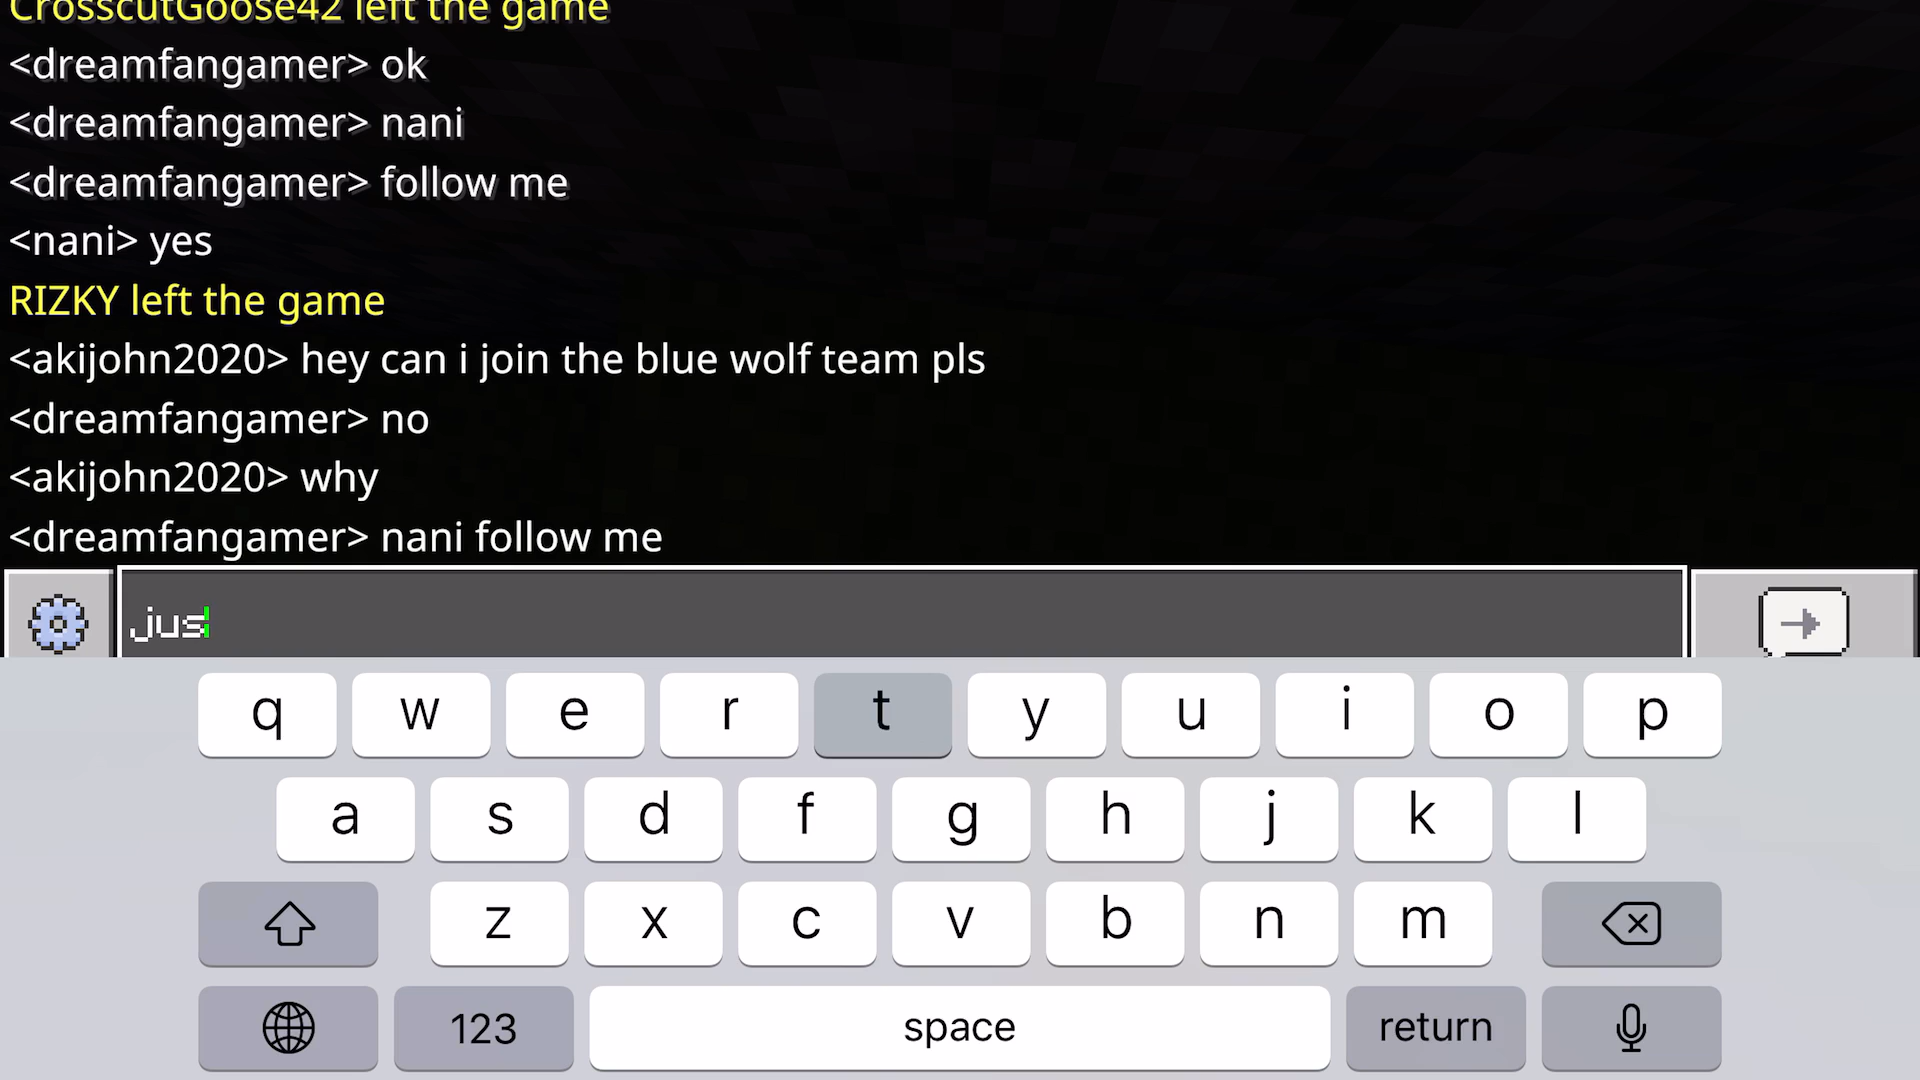 CrosscutGoose42 left the game
<dreamfangamer> ok
<dreamfangamer> nani
<dreamfangamer> follow me
<nani> yes
RIZKY left the game
<akijohn2020> hey can i join the blue wolf team pls
<dreamfangamer> no
<akijohn2020> why
<dreamfangamer> nani follow me
jus
q w e r t y u i o p
a s d f g h j k l
z x c v b n m
123 space return